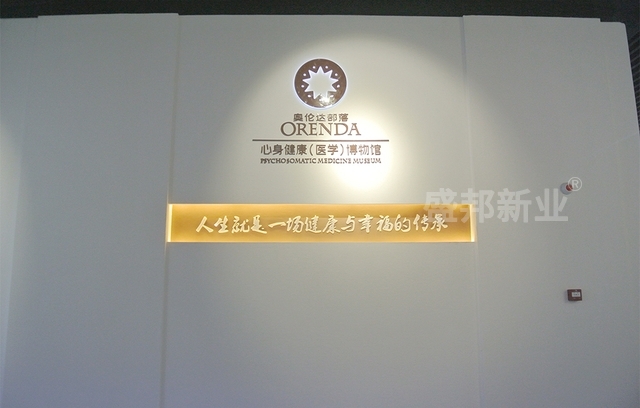 奥伦达部落
ORENDA
心身健康(医学)博物馆
PSYCHOSOMATIC MEDICINE MUSEUM
盛邦新业®
人生就是一场健康与幸福的传承